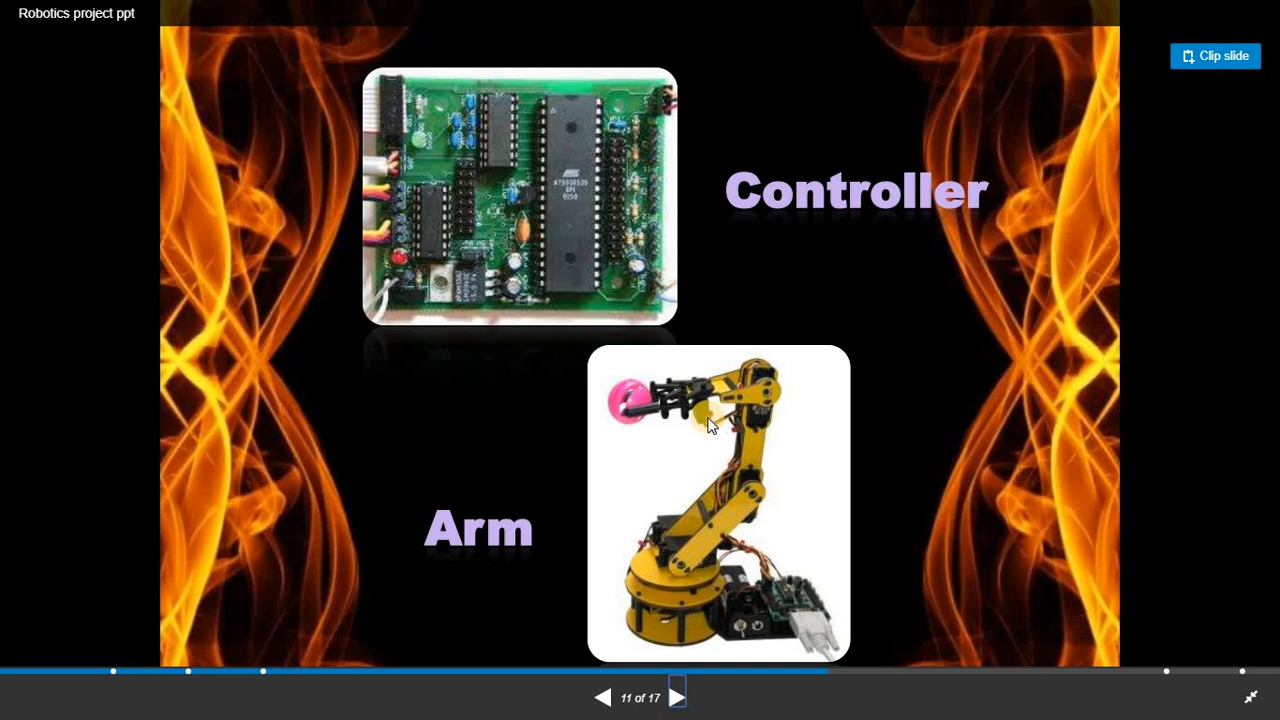 Robotics project ppt
Clip slide
Controller
Arm
11 of 17